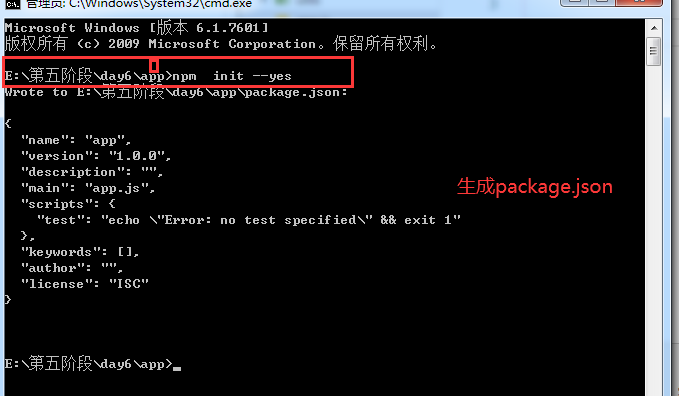 管理员: C:\Windows\System32\cmd.exe
Microsoft Windows [版本 6.1.7601]
版权所有 (c) 2009 Microsoft Corporation。保留所有权利。
E:\第五阶段\day6\app>npm  init --yes
Wrote to E:\第五阶段\day6\app\package.json:
{
  "name": "app",
  "version": "1.0.0",
  "description": "",
  "main": "app.js",
  "scripts": {
    "test": "echo \"Error: no test specified\" && exit 1"
  },
  "keywords": [],
  "author": "",
  "license": "ISC"
}
生成package.json
E:\第五阶段\day6\app>_